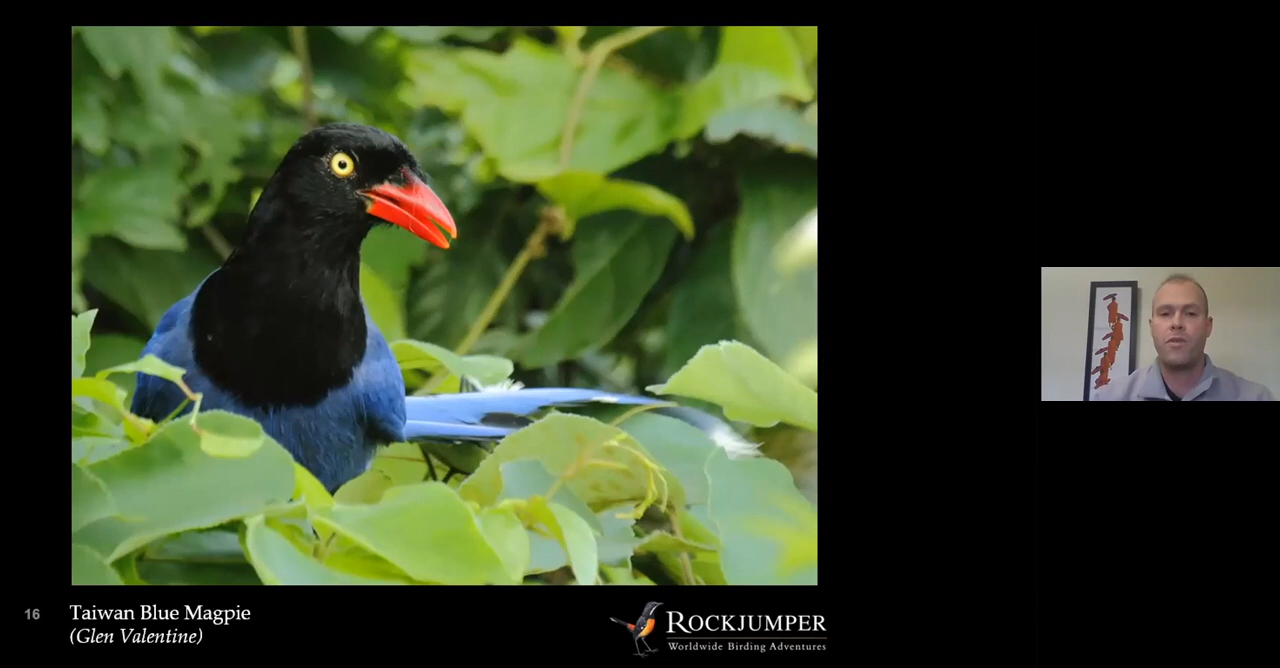 16
Taiwan Blue Magpie
(Glen Valentine)
ROCKJUMPER
Worldwide Birding Adventures